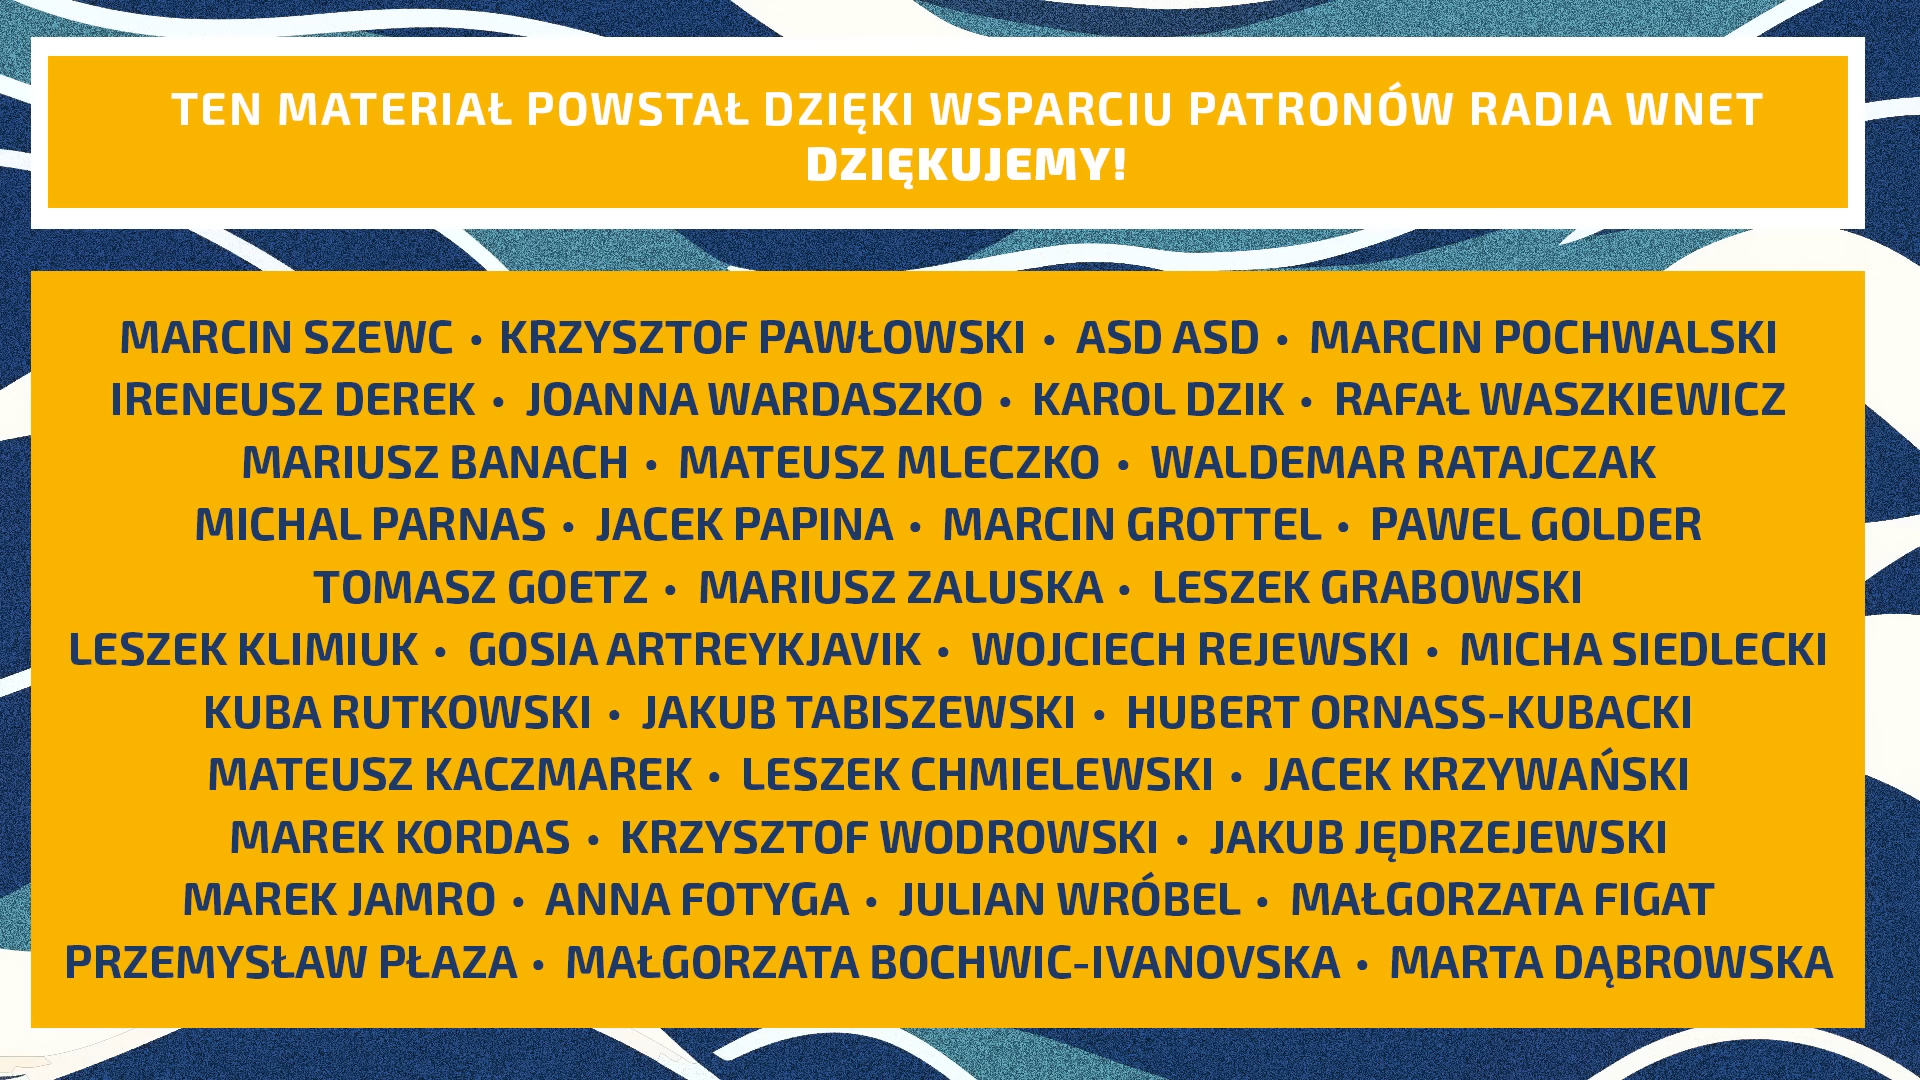 TEN MATERIAŁ POWSTAŁ DZIĘKI WSPARCIU PATRONÓW RADIA WNET
DZIĘKUJEMY!
MARCIN SZEWC • KRZYSZTOF PAWŁOWSKI • ASD ASD • MARCIN POCHWALSKI
IRENEUSZ DEREK • JOANNA WARDASZKO • KAROL DZIK • RAFAŁ WASZKIEWICZ
MARIUSZ BANACH • MATEUSZ MLECZKO • WALDEMAR RATAJCZAK
MICHAL PARNAS • JACEK PAPINA • MARCIN GROTTEL • PAWEL GOLDER
TOMASZ GOETZ • MARIUSZ ZALUSKA • LESZEK GRABOWSKI
LESZEK KLIMIUK • GOSIA ARTREYKJAVIK • WOJCIECH REJEWSKI • MICHA SIEDLECKI
KUBA RUTKOWSKI • JAKUB TABISZEWSKI • HUBERT ORNASS-KUBACKI
MATEUSZ KACZMAREK • LESZEK CHMIELEWSKI • JACEK KRZYWAŃSKI
MAREK KORDAS • KRZYSZTOF WODROWSKI • JAKUB JĘDRZEJEWSKI
MAREK JAMRO • ANNA FOTYGA • JULIAN WRÓBEL • MAŁGORZATA FIGAT
PRZEMYSŁAW PŁAZA • MAŁGORZATA BOCHWIC-IVANOVSKA • MARTA DĄBROWSKA